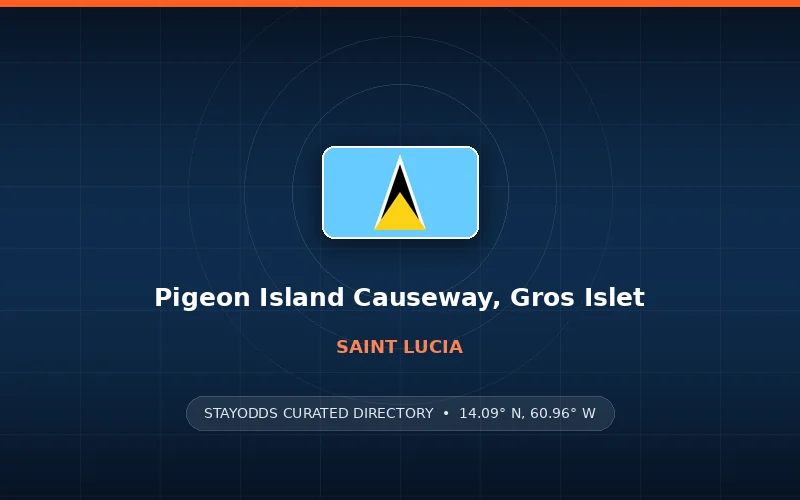 Pigeon Island Causeway, Gros Islet
SAINT LUCIA
STAYODDS CURATED DIRECTORY • 14.09° N, 60.96° W